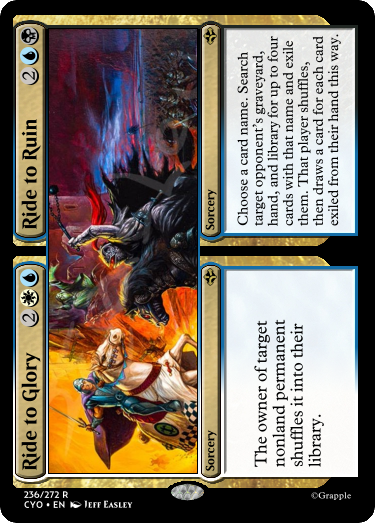 Ride to Glory 2
Sorcery
The owner of target
nonland permanent
shuffles it into their
library.
Ride to Ruin 2
Sorcery
Choose a card name. Search
target opponent's graveyard,
hand, and library for up to four
cards with that name and exile
them. That player shuffles,
then draws a card for each card
exiled from their hand this way.
236/272 R
CYO • EN Jeff Easley
©Grapple